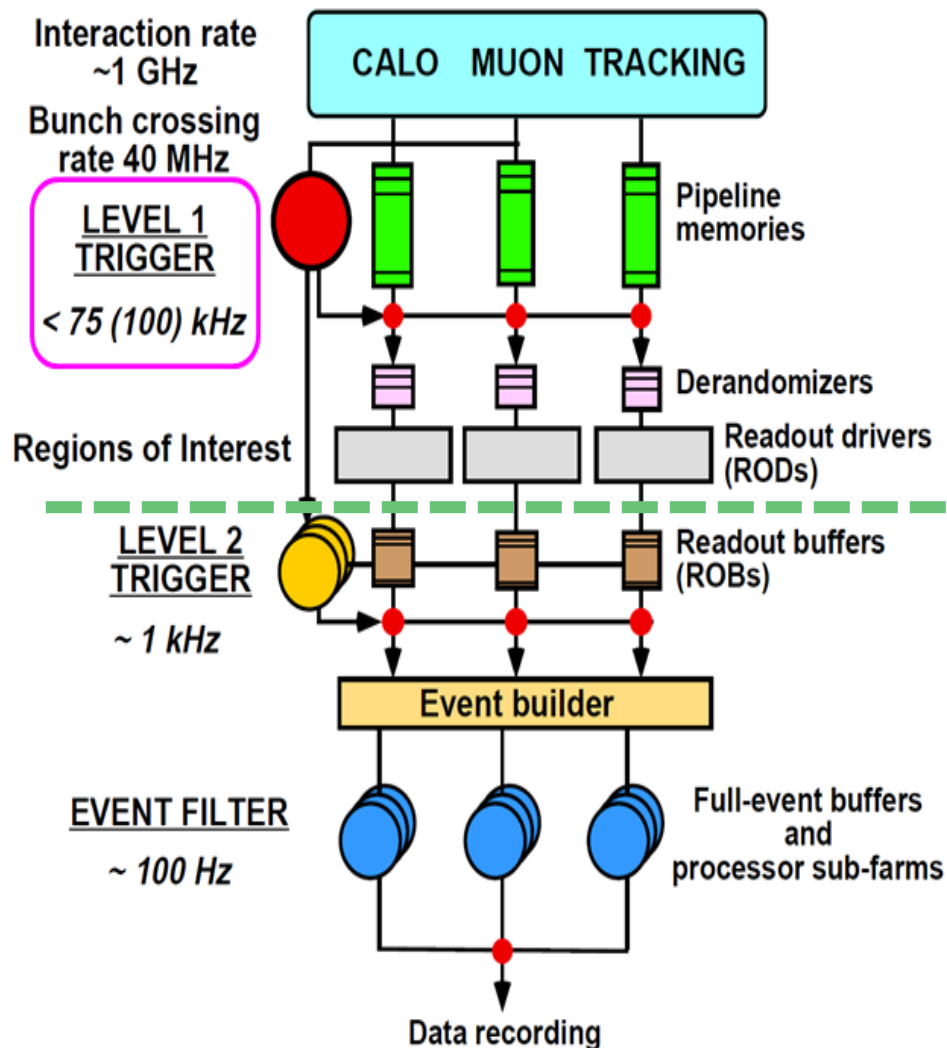 Interaction rate
~1 GHz
CALO MUON TRACKING
Bunch crossing
rate 40 MHz
LEVEL 1
TRIGGER
< 75 (100) kHz
Pipeline
memories
Derandomizers
Regions of Interest
Readout drivers
(RODs)
LEVEL 2
TRIGGER
~ 1 kHz
Readout buffers
(ROBs)
Event builder
EVENT FILTER
~ 100 Hz
Full-event buffers
and
processor sub-farms
Data recording